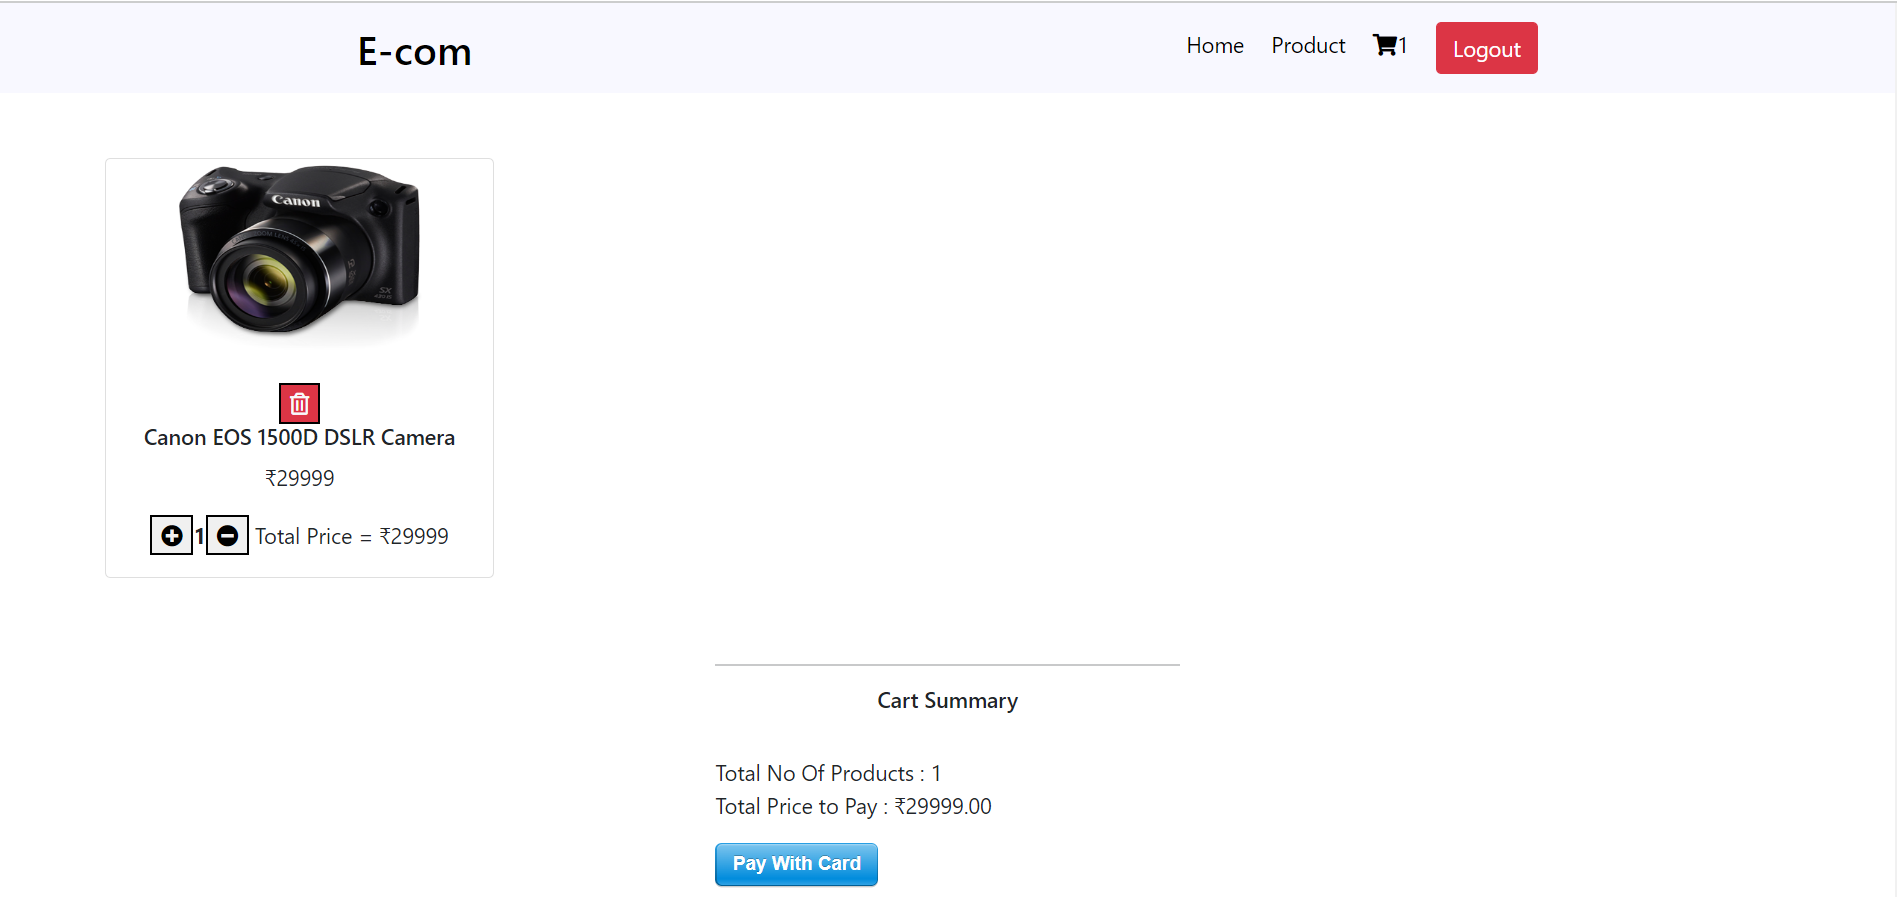 E-com
Home Product 1 Logout
Canon
SX
Canon EOS 1500D DSLR Camera
₹29999
1 Total Price = ₹29999
Cart Summary
Total No Of Products : 1
Total Price to Pay : ₹29999.00
Pay With Card